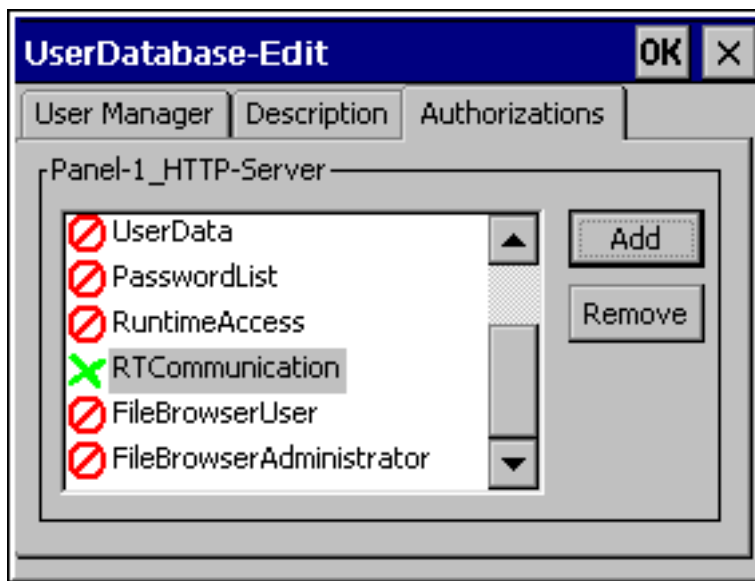 UserDatabase-Edit OK ×
User Manager Description Authorizations
Panel-1_HTTP-Server
UserData
PasswordList
RuntimeAccess
RTCommunication
FileBrowserUser
FileBrowserAdministrator
Add
Remove